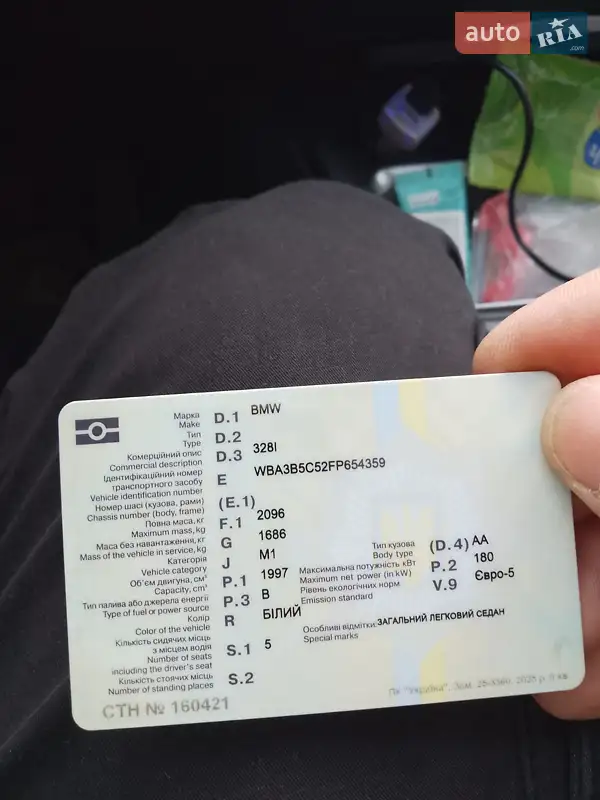 auto RIA.com
Марка
Make D.1 BMW
Тип
Type D.2
Комерційний опис
Commercial description D.3 328I
Ідентифікаційний номер
транспортного засобу
Vehicle identification number E WBA3B5C52FP654359
Номер шасі (кузова, рами)
Chassis number (body, frame) (E.1)
Повна маса, кг
Maximum mass, kg F.1 2096
Маса без навантаження, кг
Mass of the vehicle in service, kg G 1686
Категорія
Vehicle category J M1
Об'єм двигуна, см³
Capacity, cm³ P.1 1997
Тип палива або джерела енергії
Type of fuel or power source P.3 B
Колір
Color of the vehicle R БІЛИЙ
Кількість сидячих місць
з місцем водія
Number of seats
including the driver's seat S.1 5
Кількість стоячих місць
Number of standing places S.2
Тип кузова
Body type (D.4) AA
Максимальна потужність кВт
Maximum net power (in kW) P.2 180
Рівень екологічних норм
Emission standard V.9 Євро-5
Особливі відмітки: ЗАГАЛЬНИЙ ЛЕГКОВИЙ СЕДАН
Special marks
СТН № 160421
"Україна". Зам. 2025 р.